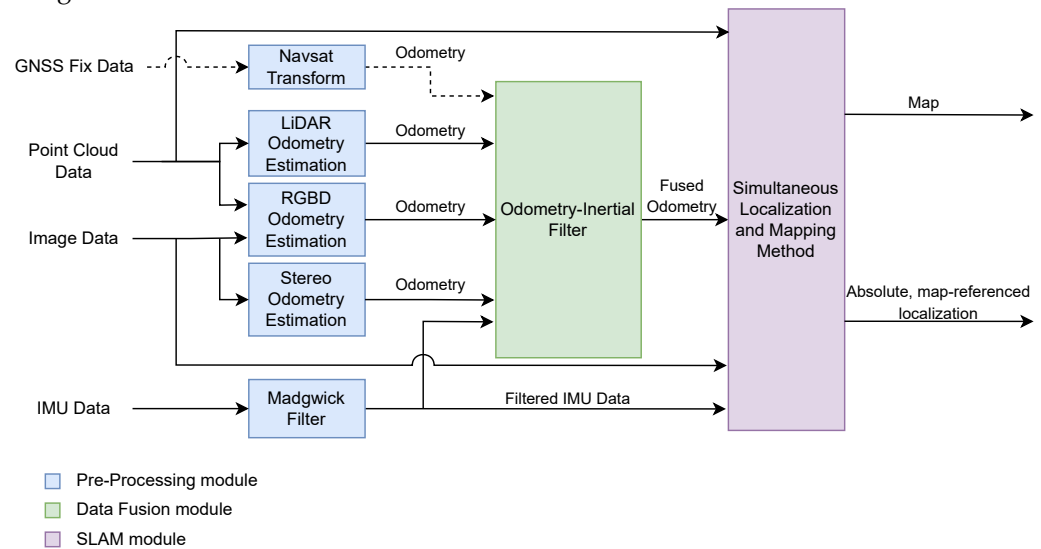 GNSS Fix Data
Navsat
Transform
Odometry
Point Cloud
Data
LiDAR
Odometry
Estimation
Odometry
RGBD
Odometry
Estimation
Odometry
Image Data
Stereo
Odometry
Estimation
Odometry
IMU Data
Madgwick
Filter
Filtered IMU Data
Odometry-Inertial
Filter
Fused
Odometry
Simultaneous
Localization
and Mapping
Method
Map
Absolute, map-referenced
localization
Pre-Processing module
Data Fusion module
SLAM module